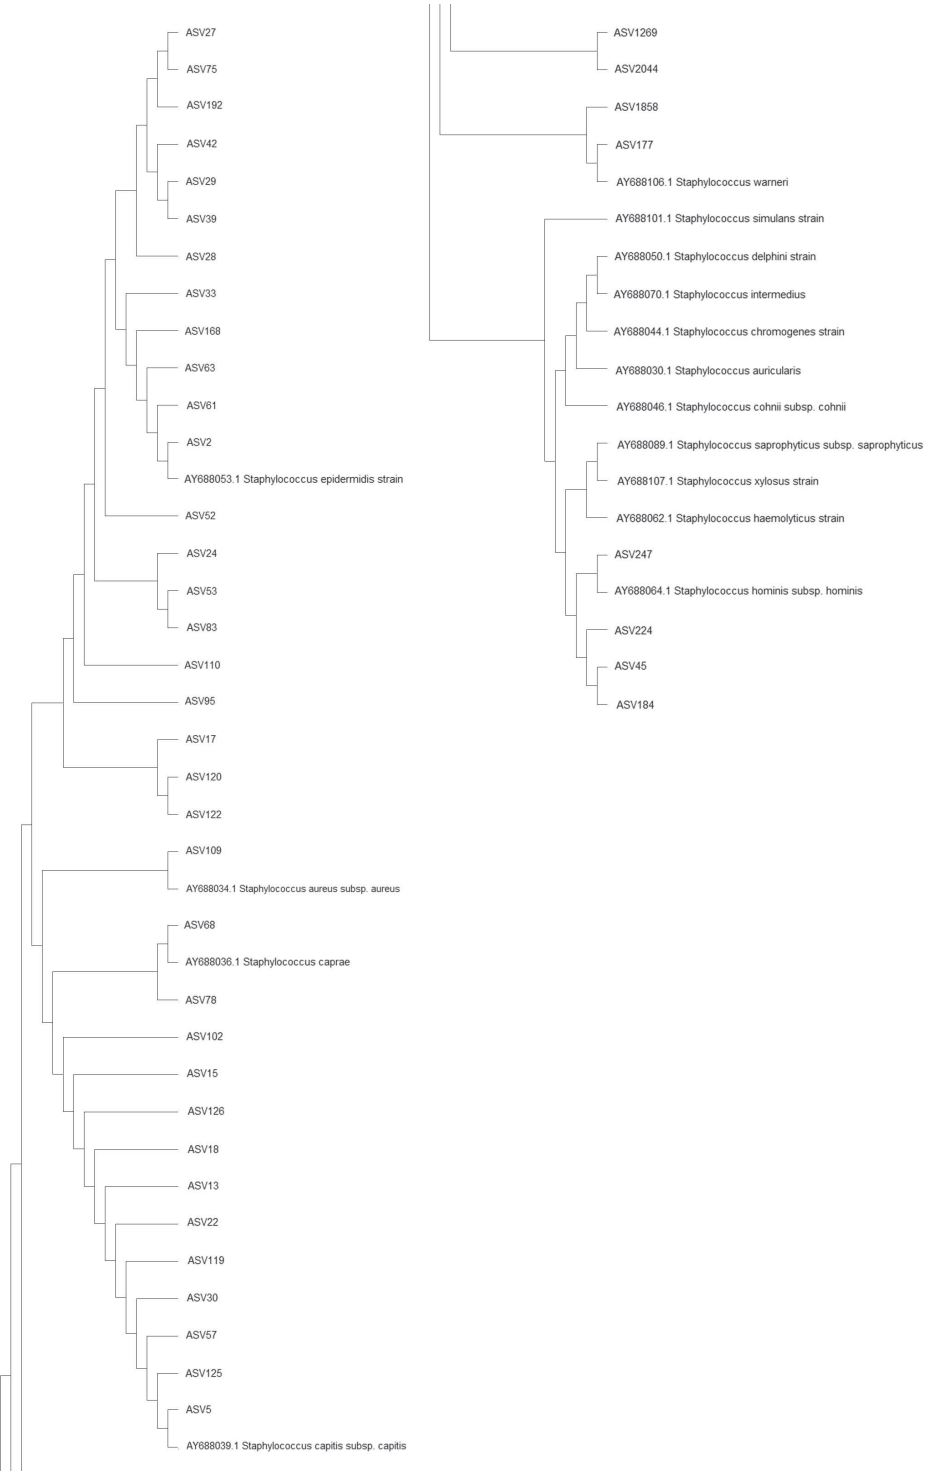 ASV27
ASV75
ASV192
ASV42
ASV29
ASV39
ASV28
ASV33
ASV168
ASV63
ASV61
ASV2
AY688053.1 Staphylococcus epidermidis strain
ASV52
ASV24
ASV53
ASV83
ASV110
ASV95
ASV17
ASV120
ASV122
ASV109
AY688034.1 Staphylococcus aureus subsp. aureus
ASV68
AY688036.1 Staphylococcus caprae
ASV78
ASV102
ASV15
ASV126
ASV18
ASV13
ASV22
ASV119
ASV30
ASV57
ASV125
ASV5
AY688039.1 Staphylococcus capitis subsp. capitis
ASV1269
ASV2044
ASV1858
ASV177
AY688106.1 Staphylococcus warneri
AY688101.1 Staphylococcus simulans strain
AY688050.1 Staphylococcus delphini strain
AY688070.1 Staphylococcus intermedius
AY688044.1 Staphylococcus chromogenes strain
AY688030.1 Staphylococcus auricularis
AY688046.1 Staphylococcus cohnii subsp. cohnii
AY688089.1 Staphylococcus saprophyticus subsp. saprophyticus
AY688107.1 Staphylococcus xylosus strain
AY688062.1 Staphylococcus haemolyticus strain
ASV247
AY688064.1 Staphylococcus hominis subsp. hominis
ASV224
ASV45
ASV184